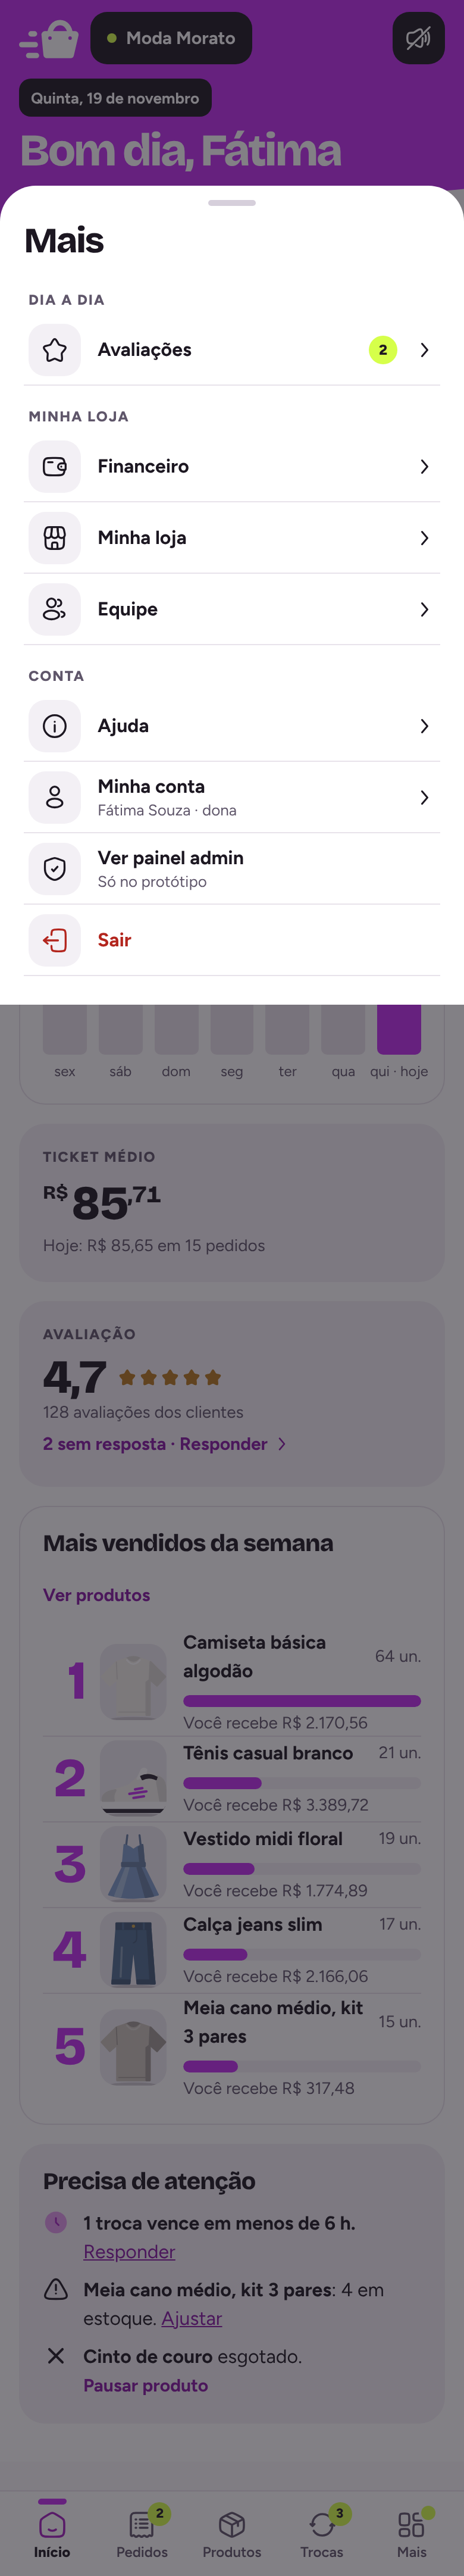 Moda Morato
Quinta, 19 de novembro
Bom dia, Fátima
Mais
DIA A DIA
Avaliações 2
MINHA LOJA
Financeiro
Minha loja
Equipe
CONTA
Ajuda
Minha conta
Fátima Souza · dona
Ver painel admin
Só no protótipo
Sair
sex sáb dom seg ter qua qui · hoje
TICKET MÉDIO
R$ 85,71
Hoje: R$ 85,65 em 15 pedidos
AVALIAÇÃO
4,7
128 avaliações dos clientes
2 sem resposta · Responder
Mais vendidos da semana
Ver produtos
1 Camiseta básica 64 un.
algodão
Você recebe R$ 2.170,56
2 Tênis casual branco 21 un.
Você recebe R$ 3.389,72
3 Vestido midi floral 19 un.
Você recebe R$ 1.774,89
4 Calça jeans slim 17 un.
Você recebe R$ 2.166,06
5 Meia cano médio, kit 15 un.
3 pares
Você recebe R$ 317,48
Precisa de atenção
1 troca vence em menos de 6 h.
Responder
Meia cano médio, kit 3 pares: 4 em
estoque. Ajustar
Cinto de couro esgotado.
Pausar produto
2 3
Início Pedidos Produtos Trocas Mais